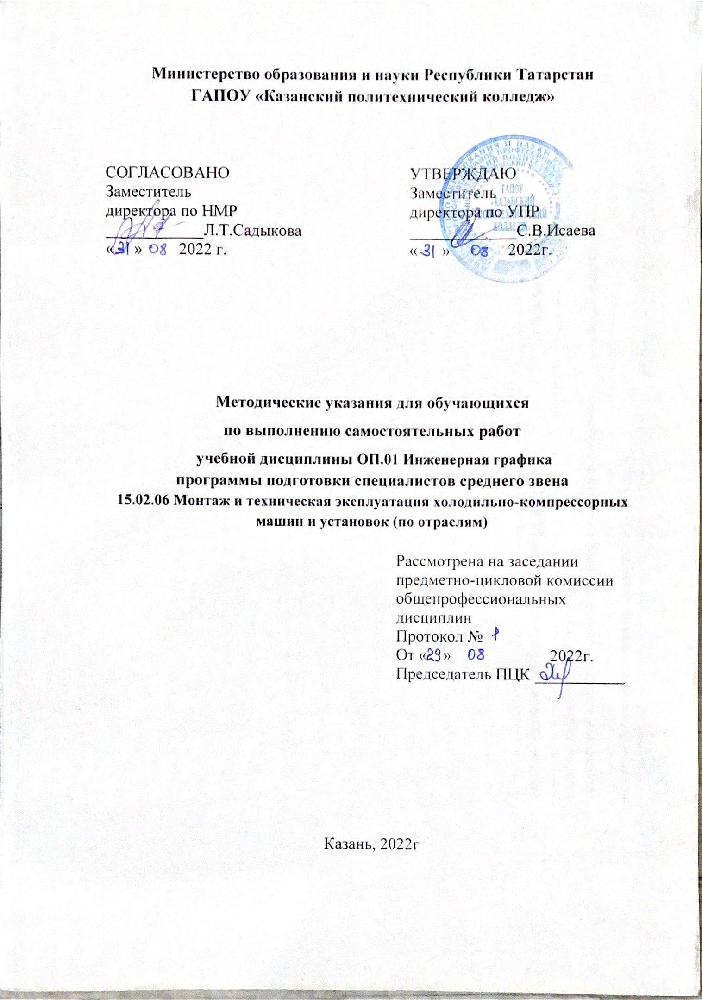 Министерство образования и науки Республики Татарстан
ГАПОУ «Казанский политехнический колледж»
СОГЛАСОВАНО
Заместитель
директора по НМР
Л.Т.Садыкова
«31» 08 2022 г.
УТВЕРЖДАЮ
Заместитель
директора по УПР
С.В.Исаева
«31» 08 2022г.
ГАПОУ
«КАЗАНСКИЙ
ПОЛИТЕХНИЧЕСКИЙ
КОЛЛЕДЖ»
Методические указания для обучающихся
по выполнению самостоятельных работ
учебной дисциплины ОП.01 Инженерная графика
программы подготовки специалистов среднего звена
15.02.06 Монтаж и техническая эксплуатация холодильно-компрессорных
машин и установок (по отраслям)
Рассмотрена на заседании
предметно-цикловой комиссии
общепрофессиональных
дисциплин
Протокол № 1
От «29» 08 2022г.
Председатель ПЦК
Казань, 2022г